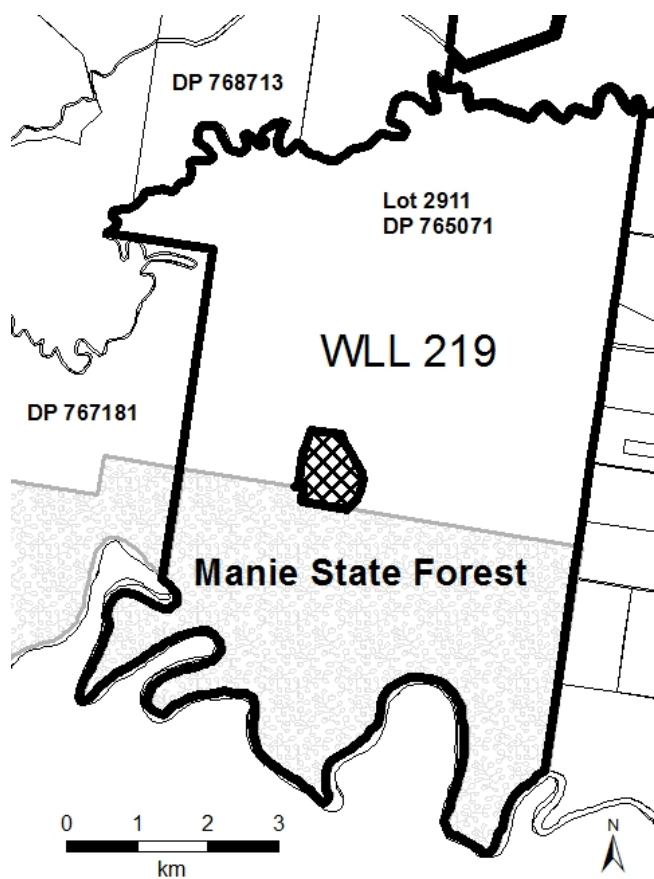 DP 768713
Lot 2911
DP 765071
WLL 219
DP 767181
Manie State Forest
0 1 2 3
km
N